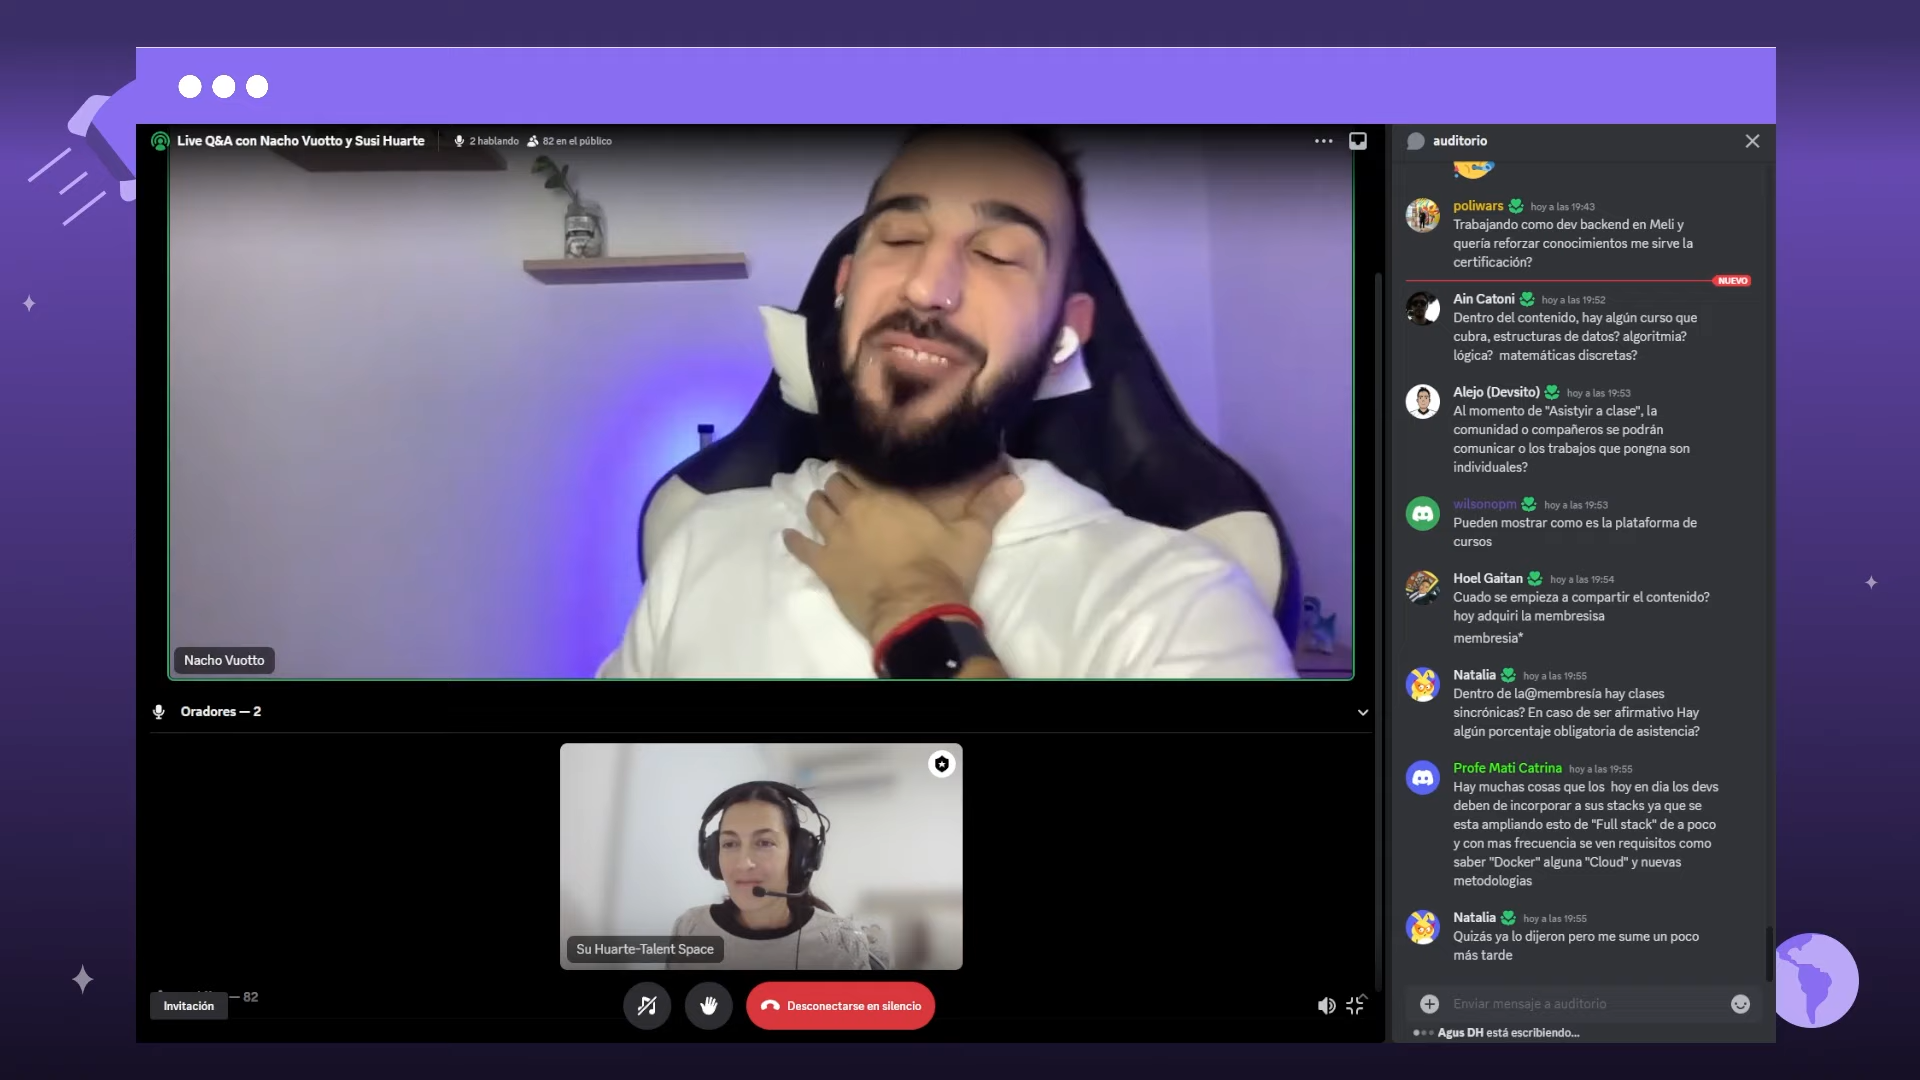 Live Q&A con Nacho Vuotto y Susi Huarte
2 hablando
82 en el público
Nacho Vuotto
Oradores — 2
Su Huarte-Talent Space
— 82
Invitación
Desconectarse en silencio
auditorio
poliwars hoy a las 19:43
Trabajando como dev backend en Meli y
quería reforzar conocimientos me sirve la
certificación?
NUEVO
Ain Catoni hoy a las 19:52
Dentro del contenido, hay algún curso que
cubra, estructuras de datos? algoritmia?
lógica? matemáticas discretas?
Alejo (Devsito) hoy a las 19:53
Al momento de "Asistyir a clase", la
comunidad o compañeros se podrán
comunicar o los trabajos que pongna son
individuales?
wilsonopm hoy a las 19:53
Pueden mostrar como es la plataforma de
cursos
Hoel Gaitan hoy a las 19:54
Cuado se empieza a compartir el contenido?
hoy adquiri la membresisa
membresia*
Natalia hoy a las 19:55
Dentro de la@membresía hay clases
sincrónicas? En caso de ser afirmativo Hay
algún porcentaje obligatoria de asistencia?
Profe Mati Catrina hoy a las 19:55
Hay muchas cosas que los hoy en dia los devs
deben de incorporar a sus stacks ya que se
esta ampliando esto de "Full stack" de a poco
y con mas frecuencia se ven requisitos como
saber "Docker" alguna "Cloud" y nuevas
metodologias
Natalia hoy a las 19:55
Quizás ya lo dijeron pero me sume un poco
más tarde
Enviar mensaje a auditorio
Agus DH está escribiendo...